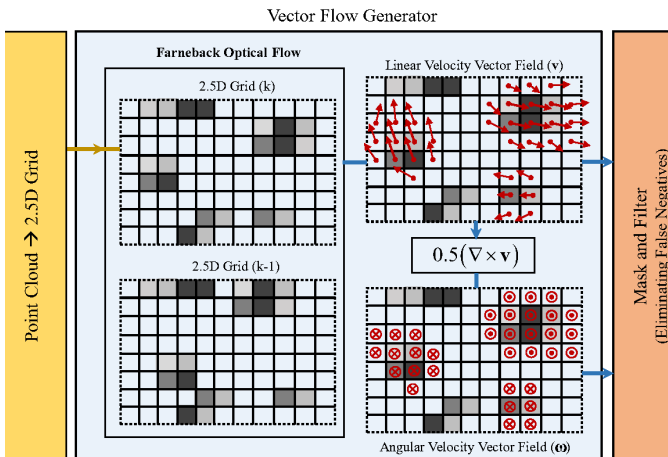 Vector Flow Generator
Point Cloud → 2.5D Grid
Farneback Optical Flow
2.5D Grid (k)
2.5D Grid (k-1)
Linear Velocity Vector Field (v)
0.5(∇×v)
Angular Velocity Vector Field (ω)
Mask and Filter
(Eliminating False Negatives)